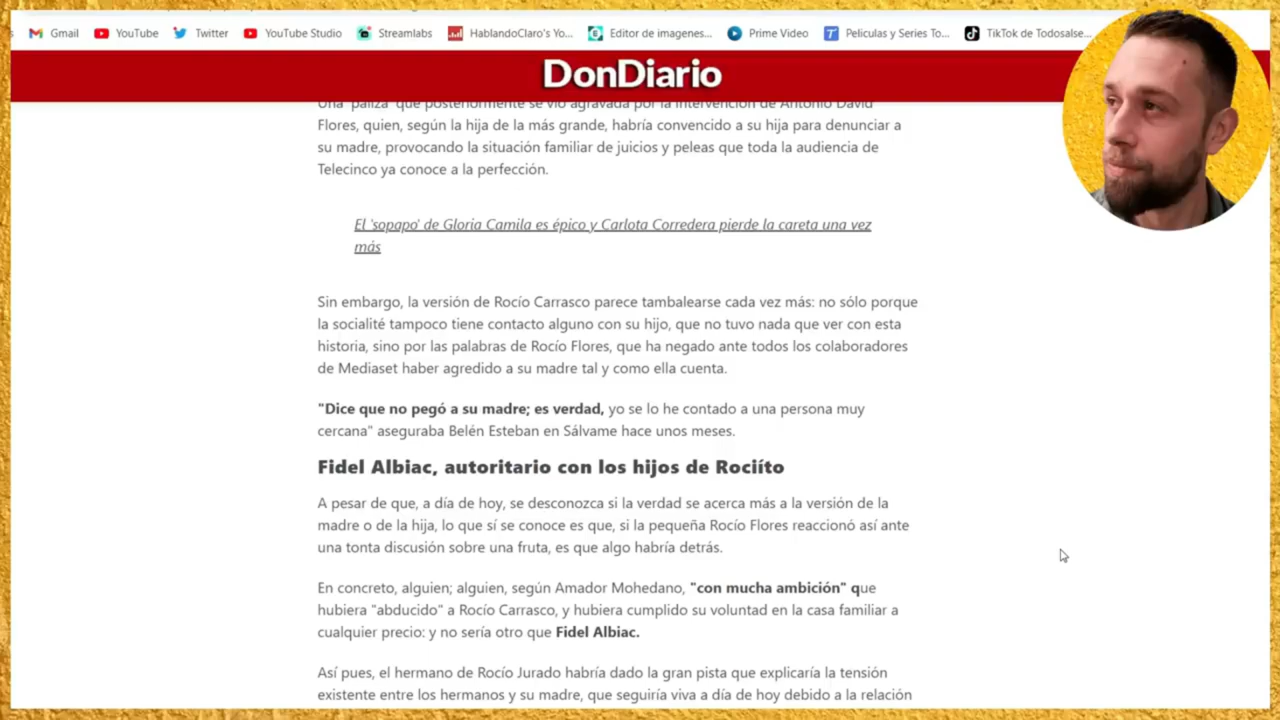 s Gmail YouTube Twitter YouTube Studio Streamlabs HablandoClaro's Yo... Editor de imagenes... Prime Video Peliculas y Series To... TikTok de Todosalse...
DonDiario
Una 'paliza' que posteriormente se vio agravada por la intervención de Antonio David
Flores, quien, según la hija de la más grande, habría convencido a su hija para denunciar a
su madre, provocando la situación familiar de juicios y peleas que toda la audiencia de
Telecinco ya conoce a la perfección.
El 'sopapo' de Gloria Camila es épico y Carlota Corredera pierde la careta una vez
más
Sin embargo, la versión de Rocío Carrasco parece tambalearse cada vez más: no sólo porque
la socialité tampoco tiene contacto alguno con su hijo, que no tuvo nada que ver con esta
historia, sino por las palabras de Rocío Flores, que ha negado ante todos los colaboradores
de Mediaset haber agredido a su madre tal y como ella cuenta.
"Dice que no pegó a su madre; es verdad, yo se lo he contado a una persona muy
cercana" aseguraba Belén Esteban en Sálvame hace unos meses.
Fidel Albiac, autoritario con los hijos de Rociíto
A pesar de que, a día de hoy, se desconozca si la verdad se acerca más a la versión de la
madre o de la hija, lo que sí se conoce es que, si la pequeña Rocío Flores reaccionó así ante
una tonta discusión sobre una fruta, es que algo habría detrás.
En concreto, alguien; alguien, según Amador Mohedano, "con mucha ambición" que
hubiera "abducido" a Rocío Carrasco, y hubiera cumplido su voluntad en la casa familiar a
cualquier precio: y no sería otro que Fidel Albiac.
Así pues, el hermano de Rocío Jurado habría dado la gran pista que explicaría la tensión
existente entre los hermanos y su madre, que seguiría viva a día de hoy debido a la relación